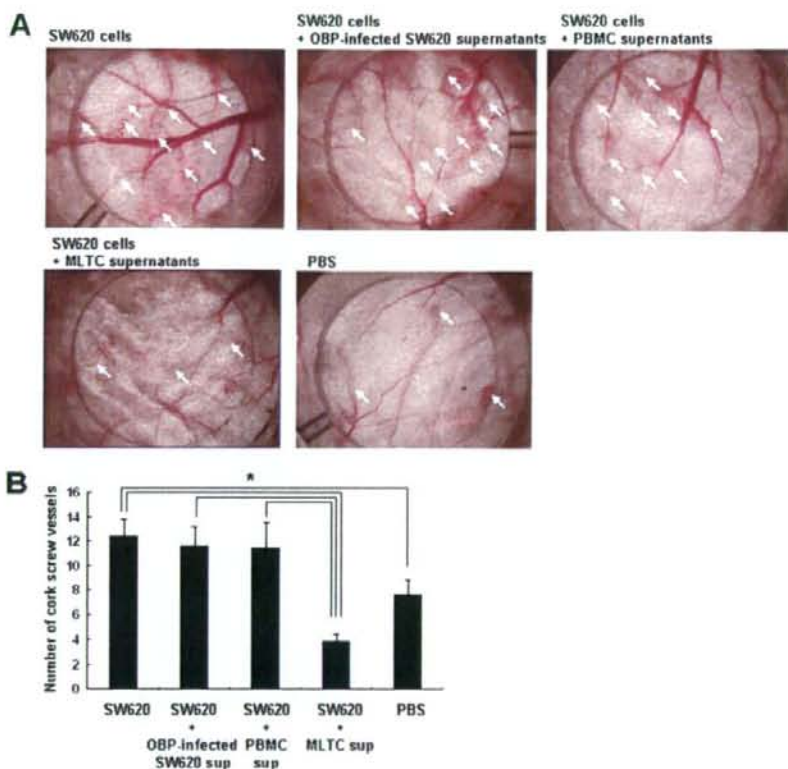 A
SW620 cells
SW620 cells
+ OBP-infected SW620 supernatants
SW620 cells
+ PBMC supernatants
SW620 cells
+ MLTC supernatants
PBS
B
*
Number of cork screw vessels
16
14
12
10
8
6
4
2
0
SW620
SW620
+
OBP-infected
SW620 sup
SW620
+
PBMC
sup
SW620
+
MLTC sup
PBS